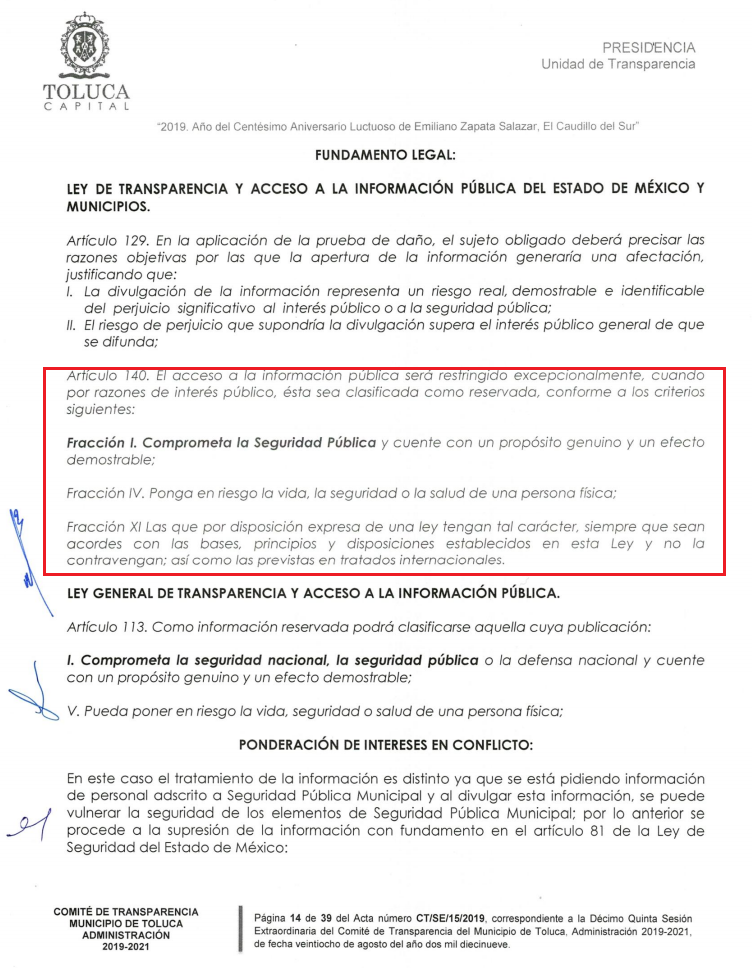 TOLUCA
CAPITAL
PRESIDENCIA
Unidad de Transparencia
"2019. Año del Centésimo Aniversario Luctuoso de Emiliano Zapata Salazar, El Caudillo del Sur"
FUNDAMENTO LEGAL:
LEY DE TRANSPARENCIA Y ACCESO A LA INFORMACIÓN PÚBLICA DEL ESTADO DE MÉXICO Y
MUNICIPIOS.
Artículo 129. En la aplicación de la prueba de daño, el sujeto obligado deberá precisar las
razones objetivas por las que la apertura de la información generaría una afectación,
justificando que:
I. La divulgación de la información representa un riesgo real, demostrable e identificable
del perjuicio significativo al interés público o a la seguridad pública;
II. El riesgo de perjuicio que supondría la divulgación supera el interés público general de que
se difunda;
Artículo 140. El acceso a la información pública será restringido excepcionalmente, cuando
por razones de interés público, ésta sea clasificada como reservada, conforme a los criterios
siguientes:
Fracción I. Comprometa la Seguridad Pública y cuente con un propósito genuino y un efecto
demostrable;
Fracción IV. Ponga en riesgo la vida, la seguridad o la salud de una persona física;
Fracción XI Las que por disposición expresa de una ley tengan tal carácter, siempre que sean
acordes con las bases, principios y disposiciones establecidos en esta Ley y no la
contravengan; así como las previstas en tratados internacionales.
LEY GENERAL DE TRANSPARENCIA Y ACCESO A LA INFORMACIÓN PÚBLICA.
Artículo 113. Como información reservada podrá clasificarse aquella cuya publicación:
I. Comprometa la seguridad nacional, la seguridad pública o la defensa nacional y cuente
con un propósito genuino y un efecto demostrable;
V. Pueda poner en riesgo la vida, seguridad o salud de una persona física;
PONDERACIÓN DE INTERESES EN CONFLICTO:
En este caso el tratamiento de la información es distinto ya que se está pidiendo información
de personal adscrito a Seguridad Pública Municipal y al divulgar esta información, se puede
vulnerar la seguridad de los elementos de Seguridad Pública Municipal; por lo anterior se
procede a la supresión de la información con fundamento en el artículo 81 de la Ley de
Seguridad del Estado de México:
COMITÉ DE TRANSPARENCIA
MUNICIPIO DE TOLUCA
ADMINISTRACIÓN
2019-2021
Página 14 de 39 del Acta número CT/SE/15/2019, correspondiente a la Décimo Quinta Sesión
Extraordinaria del Comité de Transparencia del Municipio de Toluca, Administración 2019-2021,
de fecha veintiocho de agosto del año dos mil diecinueve.